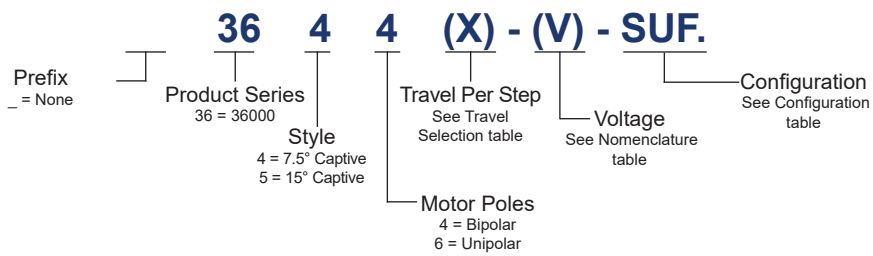 36 4 4 (X) - (V) - SUF.
Prefix
_ = None
Product Series
36 = 36000
Style
4 = 7.5° Captive
5 = 15° Captive
Motor Poles
4 = Bipolar
6 = Unipolar
Travel Per Step
See Travel
Selection table
Voltage
See Nomenclature
table
Configuration
See Configuration
table